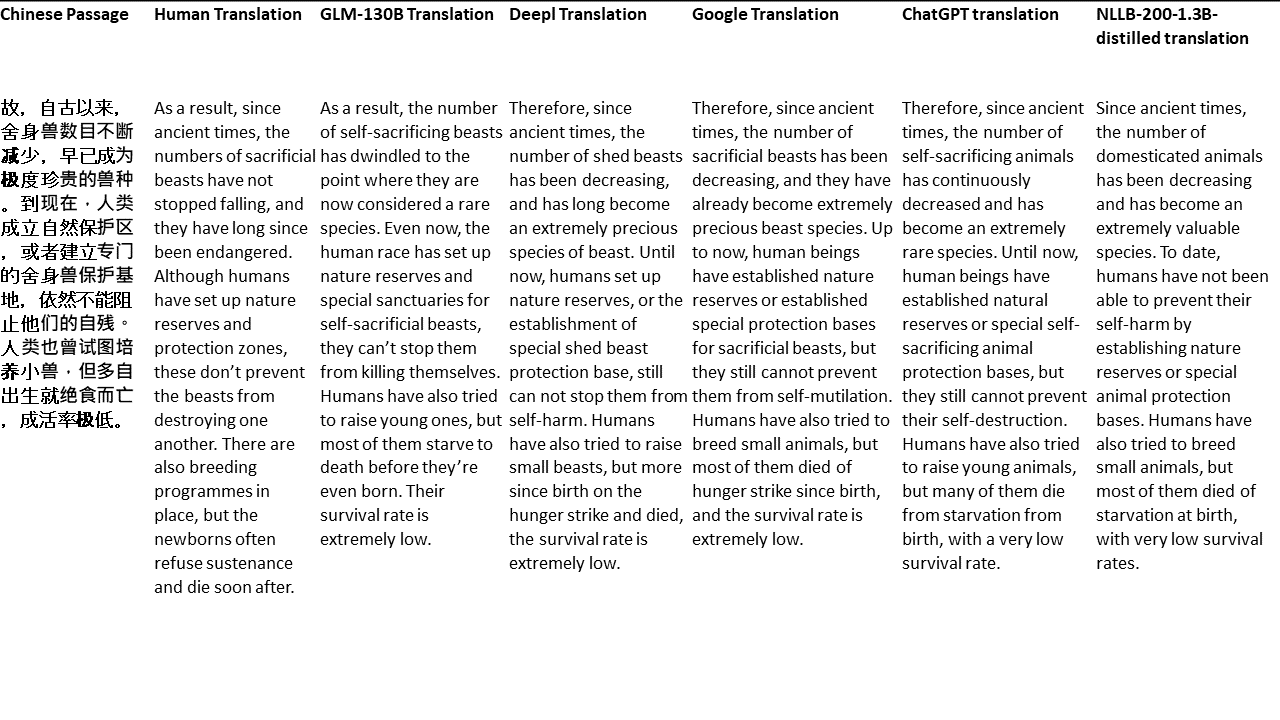 Chinese Passage
Human Translation
GLM-130B Translation
Deepl Translation
Google Translation
ChatGPT translation
NLLB-200-1.3B-
distilled translation
故，自古以来，
舍身兽数目不断
减少，早已成为
极度珍贵的兽种
。到现在，人类
成立自然保护区
，或者建立专门
的舍身兽保护基
地，依然不能阻
止他们的自残。
人类也曾试图培
养小兽，但多自
出生就绝食而亡
，成活率极低。
As a result, since
ancient times, the
numbers of sacrificial
beasts have not
stopped falling, and
they have long since
been endangered.
Although humans
have set up nature
reserves and
protection zones,
these don’t prevent
the beasts from
destroying one
another. There are
also breeding
programmes in
place, but the
newborns often
refuse sustenance
and die soon after.
As a result, the number
of self-sacrificing beasts
has dwindled to the
point where they are
now considered a rare
species. Even now, the
human race has set up
nature reserves and
special sanctuaries for
self-sacrificial beasts,
they can’t stop them
from killing themselves.
Humans have also tried
to raise young ones, but
most of them starve to
death before they’re
even born. Their
survival rate is
extremely low.
Therefore, since
ancient times, the
number of shed beasts
has been decreasing,
and has long become
an extremely precious
species of beast. Until
now, humans set up
nature reserves, or the
establishment of
special shed beast
protection base, still
can not stop them from
self-harm. Humans
have also tried to raise
small beasts, but more
since birth on the
hunger strike and died,
the survival rate is
extremely low.
Therefore, since ancient
times, the number of
sacrificial beasts has been
decreasing, and they have
already become extremely
precious beast species. Up
to now, human beings
have established nature
reserves or established
special protection bases
for sacrificial beasts, but
they still cannot prevent
them from self-mutilation.
Humans have also tried to
breed small animals, but
most of them died of
hunger strike since birth,
and the survival rate is
extremely low.
Therefore, since ancient
times, the number of
self-sacrificing animals
has continuously
decreased and has
become an extremely
rare species. Until now,
human beings have
established natural
reserves or special self-
sacrificing animal
protection bases, but
they still cannot prevent
their self-destruction.
Humans have also tried
to raise young animals,
but many of them die
from starvation from
birth, with a very low
survival rate.
Since ancient times,
the number of
domesticated animals
has been decreasing
and has become an
extremely valuable
species. To date,
humans have not been
able to prevent their
self-harm by
establishing nature
reserves or special
animal protection
bases. Humans have
also tried to breed
small animals, but
most of them died of
starvation at birth,
with very low survival
rates.